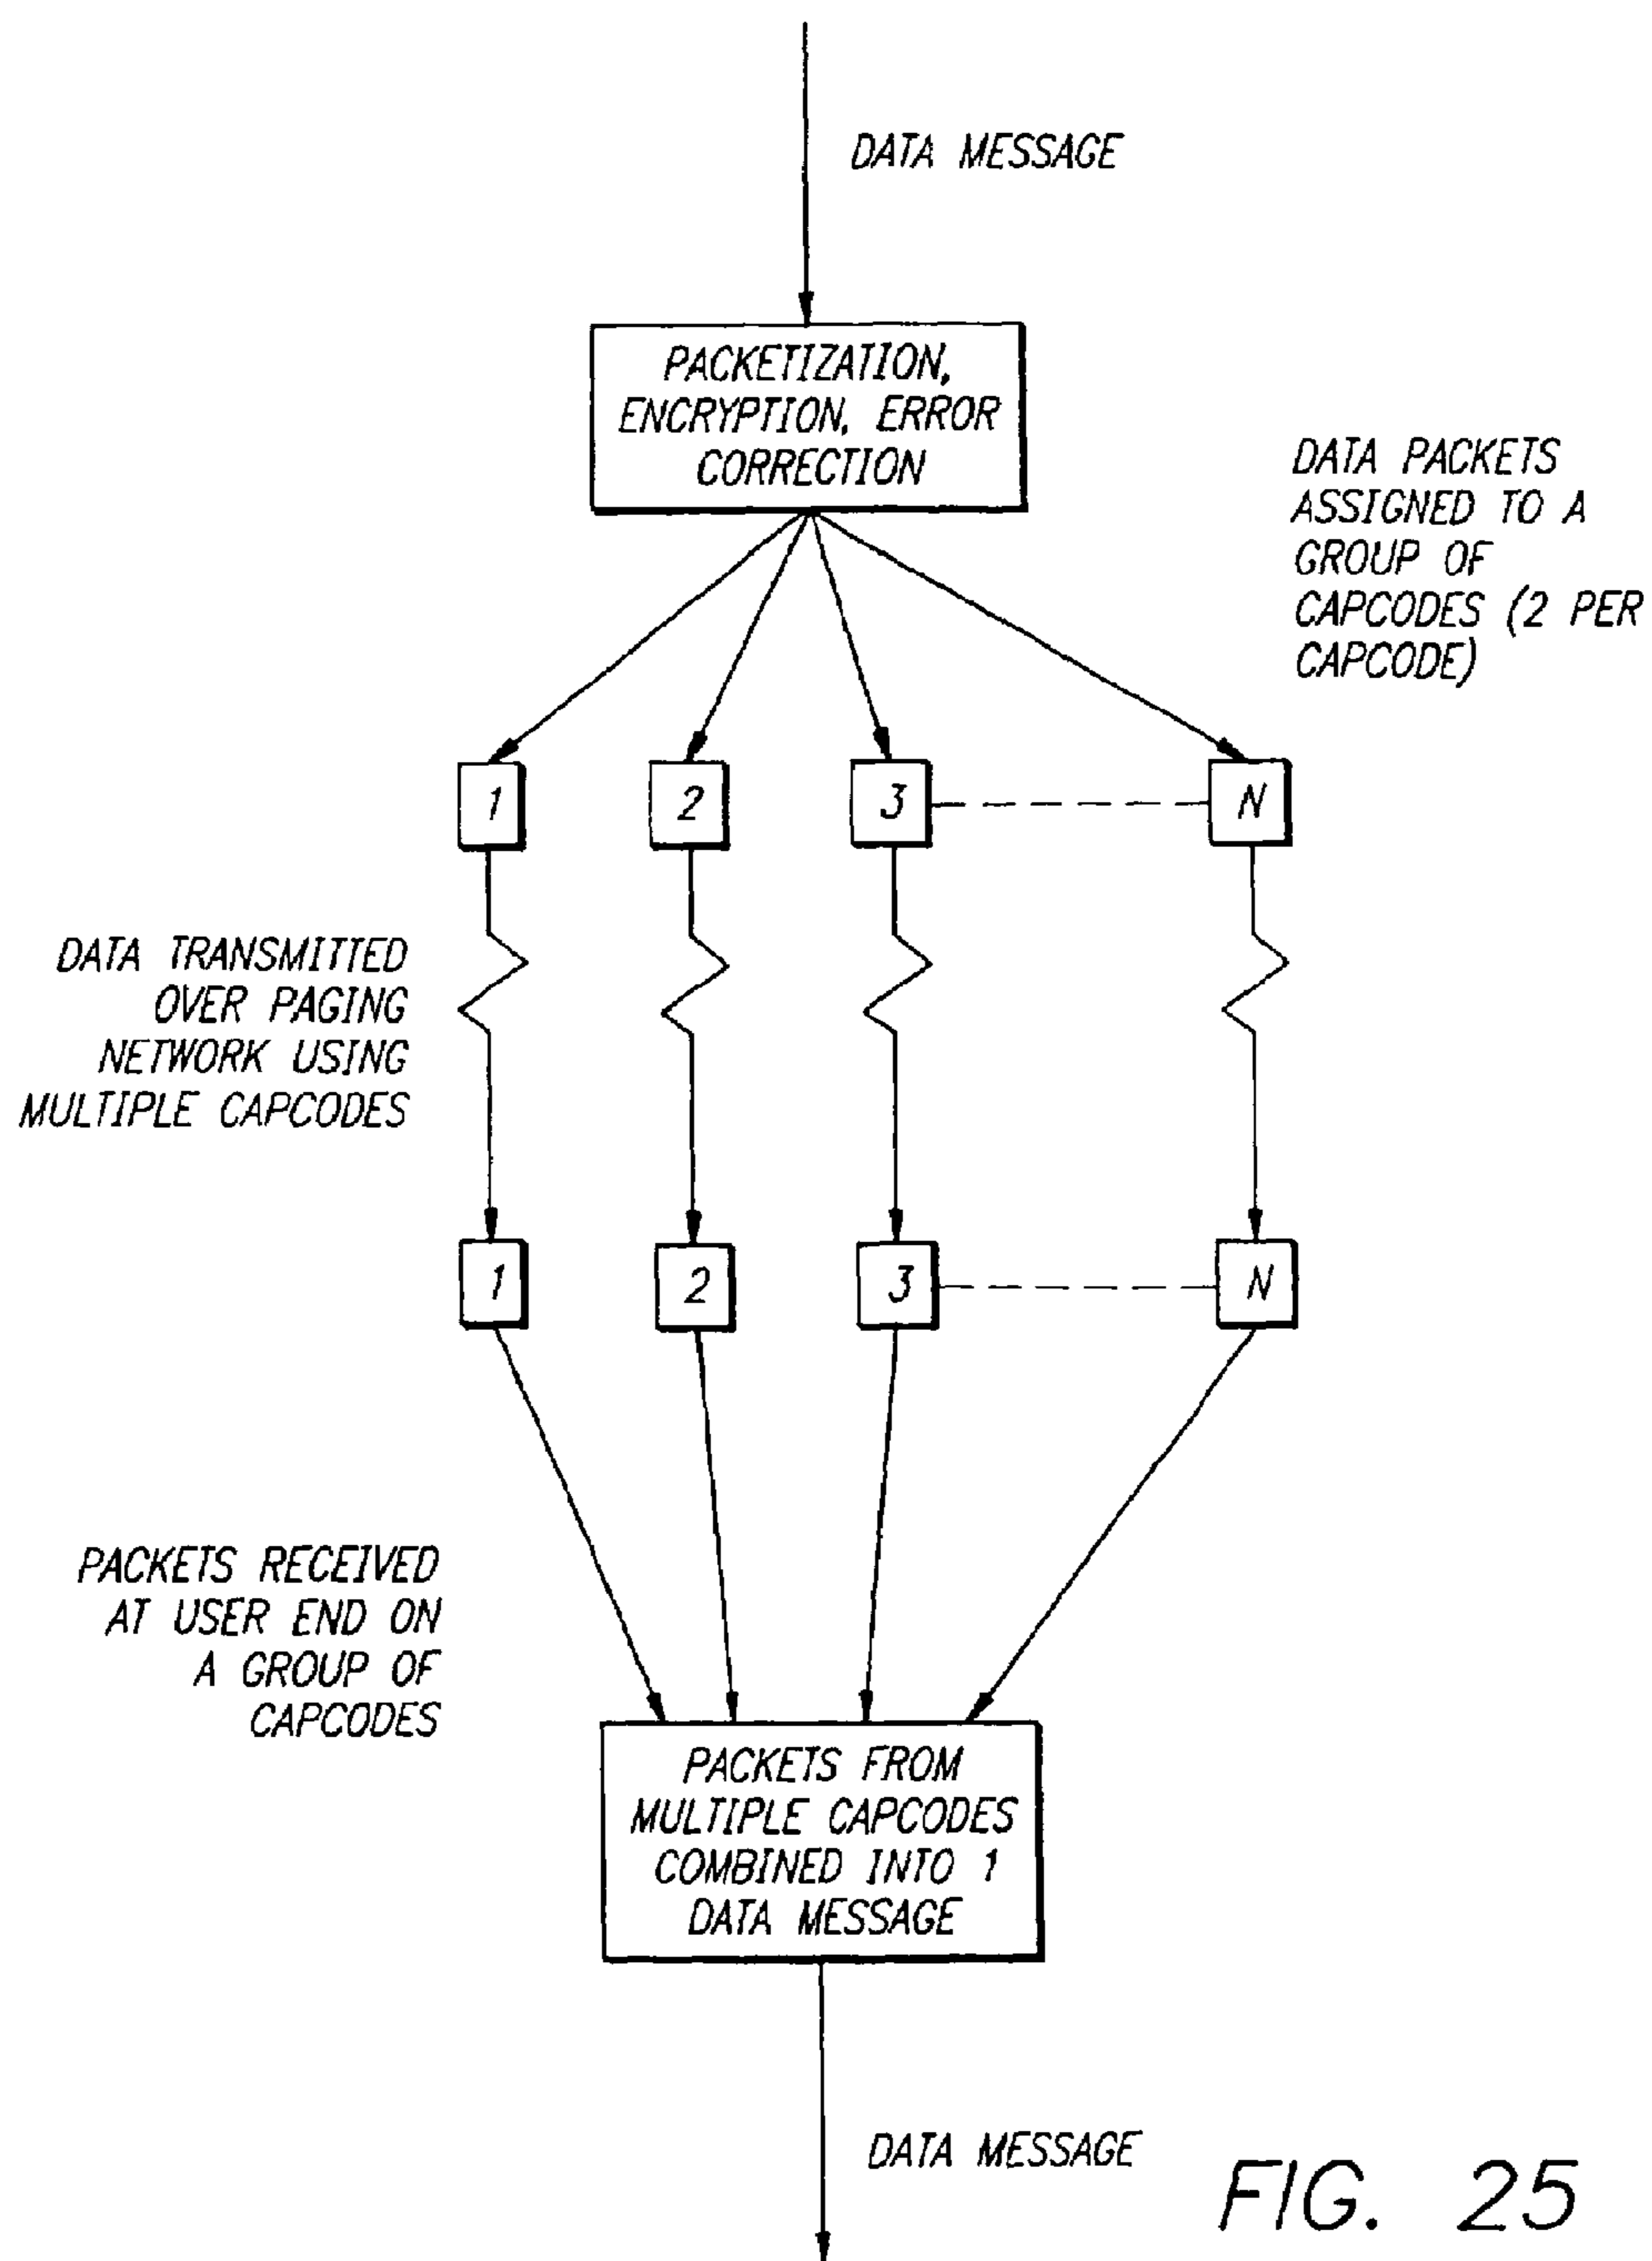 DATA MESSAGE
PACKETIZATION,
ENCRYPTION, ERROR
CORRECTION
DATA PACKETS
ASSIGNED TO A
GROUP OF
CAPCODES (2 PER
CAPCODE)
1
2
3
N
DATA TRANSMITTED
OVER PAGING
NETWORK USING
MULTIPLE CAPCODES
1
2
3
N
PACKETS RECEIVED
AT USER END ON
A GROUP OF
CAPCODES
PACKETS FROM
MULTIPLE CAPCODES
COMBINED INTO 1
DATA MESSAGE
DATA MESSAGE
FIG. 25